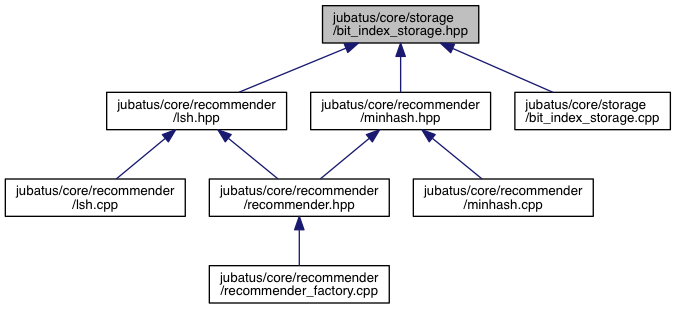 jubatus/core/storage
/bit_index_storage.hpp
jubatus/core/recommender
/lsh.hpp
jubatus/core/recommender
/minhash.hpp
jubatus/core/storage
/bit_index_storage.cpp
jubatus/core/recommender
/lsh.cpp
jubatus/core/recommender
/recommender.hpp
jubatus/core/recommender
/minhash.cpp
jubatus/core/recommender
/recommender_factory.cpp